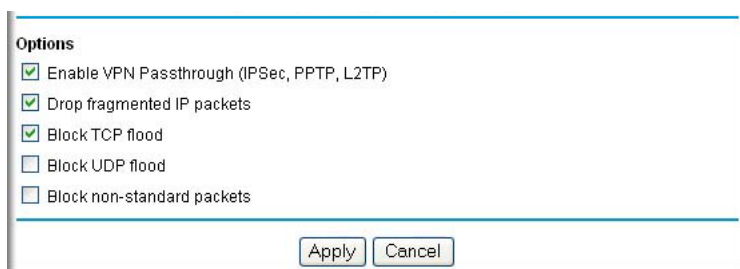 Options
Enable VPN Passthrough (IPSec, PPTP, L2TP)
Drop fragmented IP packets
Block TCP flood
Block UDP flood
Block non-standard packets
Apply Cancel